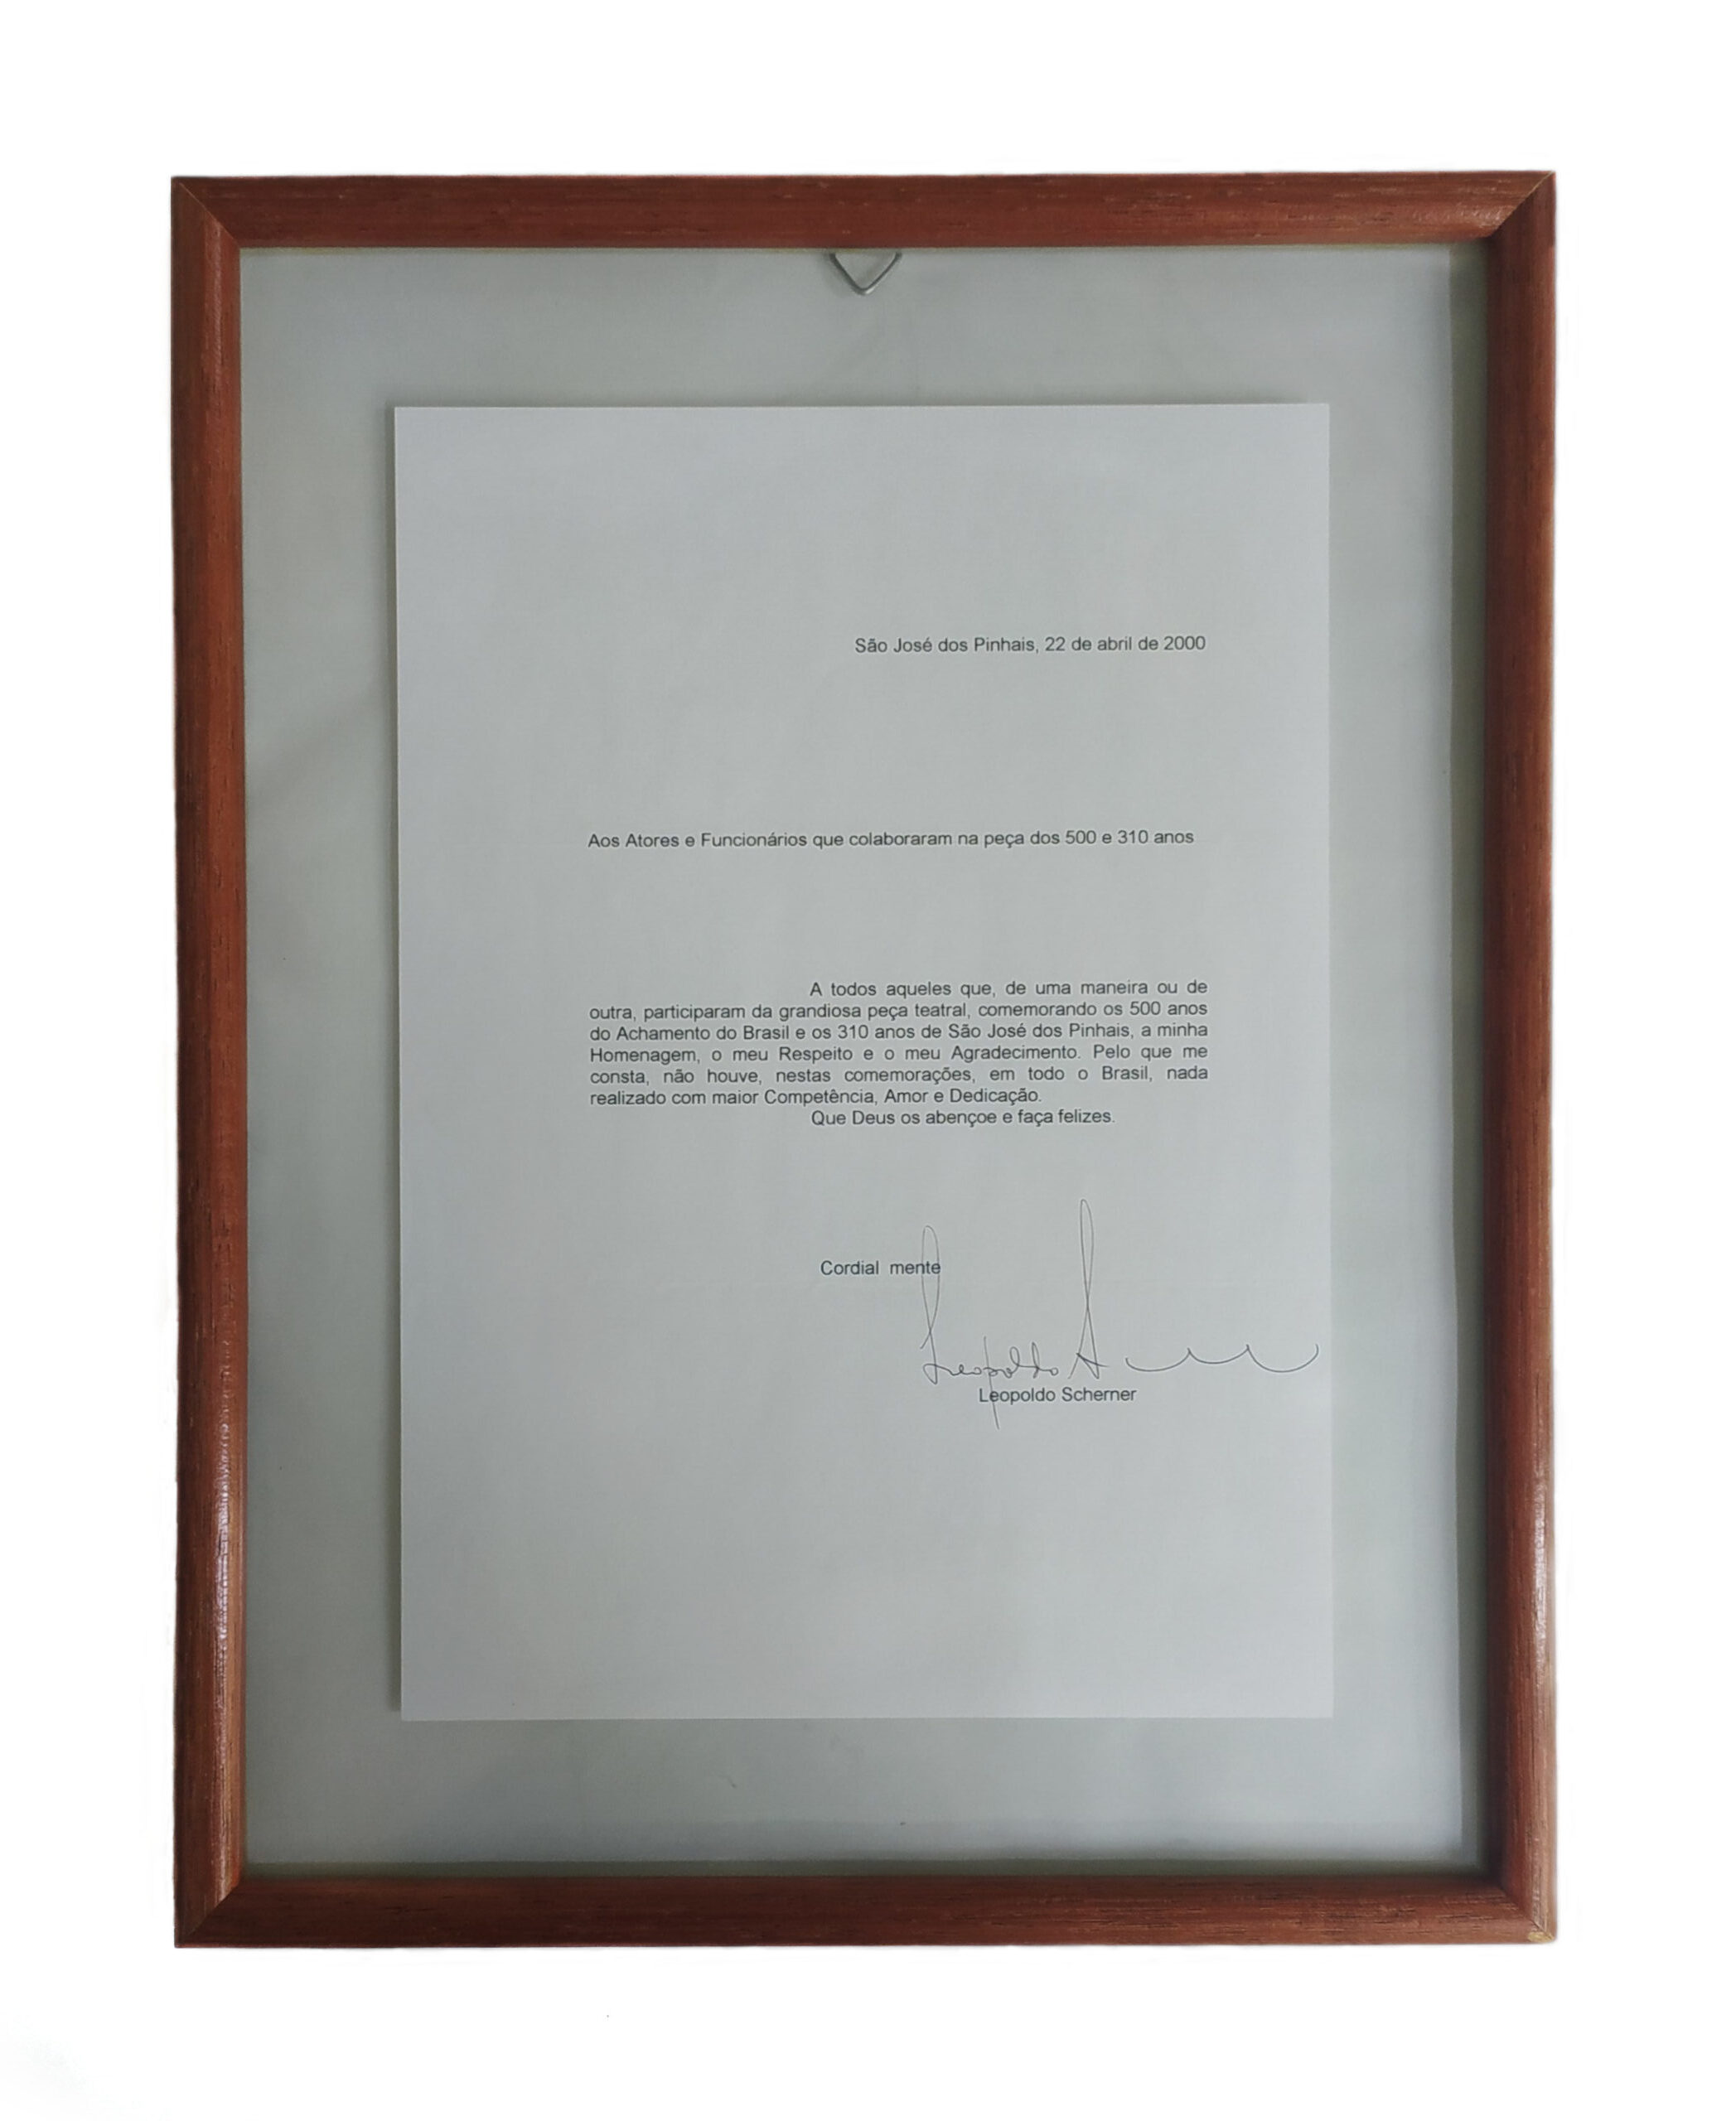 São José dos Pinhais, 22 de abril de 2000
Aos Atores e Funcionários que colaboraram na peça dos 500 e 310 anos
A todos aqueles que, de uma maneira ou de
outra, participaram da grandiosa peça teatral, comemorando os 500 anos
do Achamento do Brasil e os 310 anos de São José dos Pinhais, a minha
Homenagem, o meu Respeito e o meu Agradecimento. Pelo que me
consta, não houve, nestas comemorações, em todo o Brasil, nada
realizado com maior Competência, Amor e Dedicação.
Que Deus os abençoe e faça felizes.
Cordial mente
Leopoldo S
Leopoldo Scherner